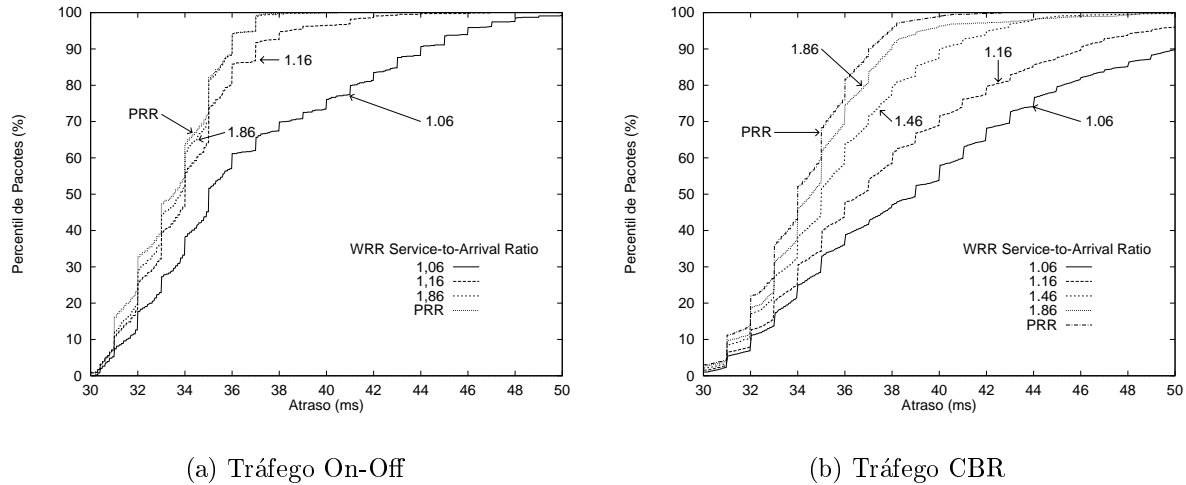 100
90
80
70
60
50
40
30
20
10
0
30 32 34 36 38 40 42 44 46 48 50
Percentil de Pacotes (%)
Atraso (ms)
1.16
PRR
1.86
1.06
WRR Service-to-Arrival Ratio
1,06
1,16
1,86
PRR
(a) Tráfego On-Off
100
90
80
70
60
50
40
30
20
10
0
30 32 34 36 38 40 42 44 46 48 50
Percentil de Pacotes (%)
Atraso (ms)
1.86
1.16
PRR
1.46
1.06
WRR Service-to-Arrival Ratio
1.06
1.16
1.46
1.86
PRR
(b) Tráfego CBR